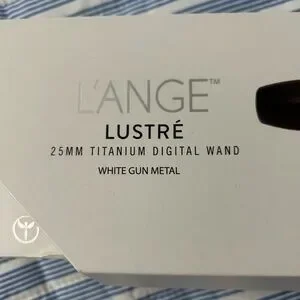 L'ANGE™
LUSTRÉ
25MM TITANIUM DIGITAL WAND
WHITE GUN METAL